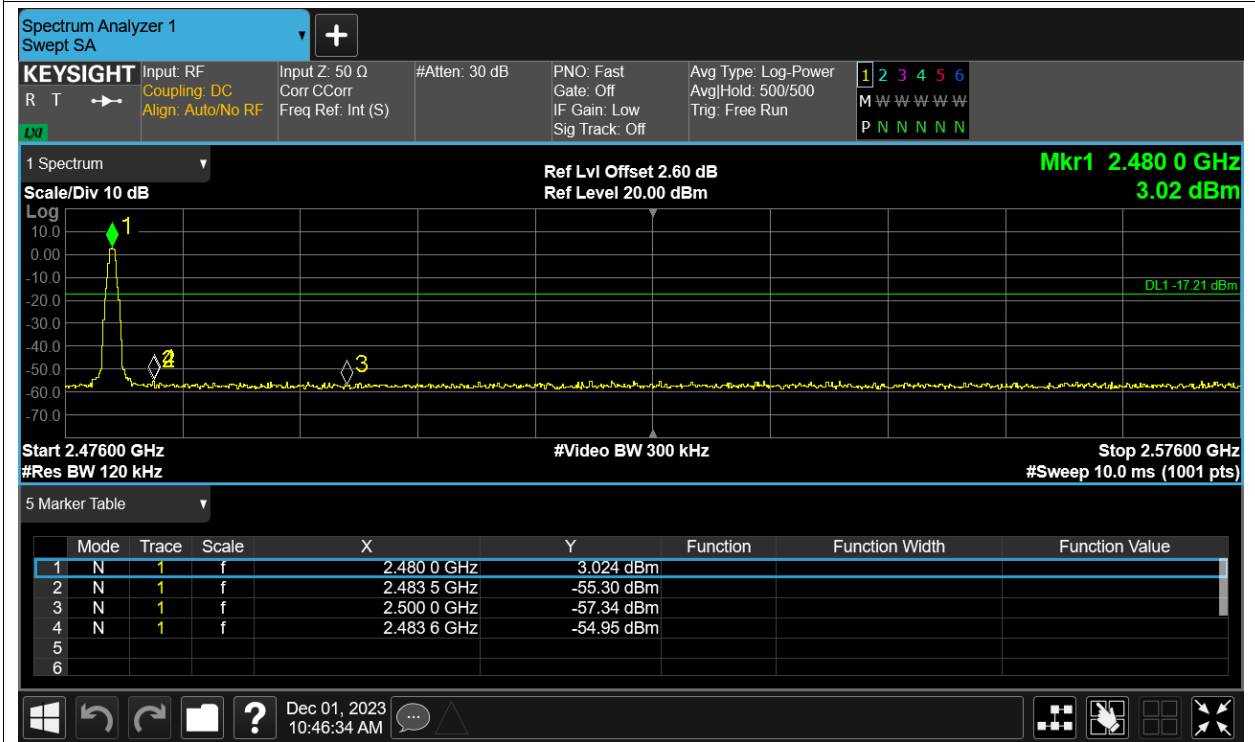 Spectrum Analyzer 1
Swept SA
+
KEYSIGHT Input: RF Input Z: 50 Ω #Atten: 30 dB PNO: Fast Avg Type: Log-Power 1 2 3 4 5 6
R T Coupling: DC Corr CCorr Gate: Off Avg|Hold: 500/500 M W W W W W
Align: Auto/No RF Freq Ref: Int (S) IF Gain: Low Trig: Free Run
LXI Sig Track: Off P N N N N N
1 Spectrum Ref Lvl Offset 2.60 dB Mkr1 2.480 0 GHz
Scale/Div 10 dB Ref Level 20.00 dBm 3.02 dBm
Log
1
10.0
0.00
-10.0
DL1 -17.21 dBm
-20.0
-30.0
-40.0
2 4 3
-50.0
-60.0
-70.0
Start 2.47600 GHz #Video BW 300 kHz Stop 2.57600 GHz
#Res BW 120 kHz #Sweep 10.0 ms (1001 pts)
5 Marker Table
Mode Trace Scale X Y Function Function Width Function Value
1 N 1 f 2.480 0 GHz 3.024 dBm
2 N 1 f 2.483 5 GHz -55.30 dBm
3 N 1 f 2.500 0 GHz -57.34 dBm
4 N 1 f 2.483 6 GHz -54.95 dBm
5
6
? Dec 01, 2023
10:46:34 AM